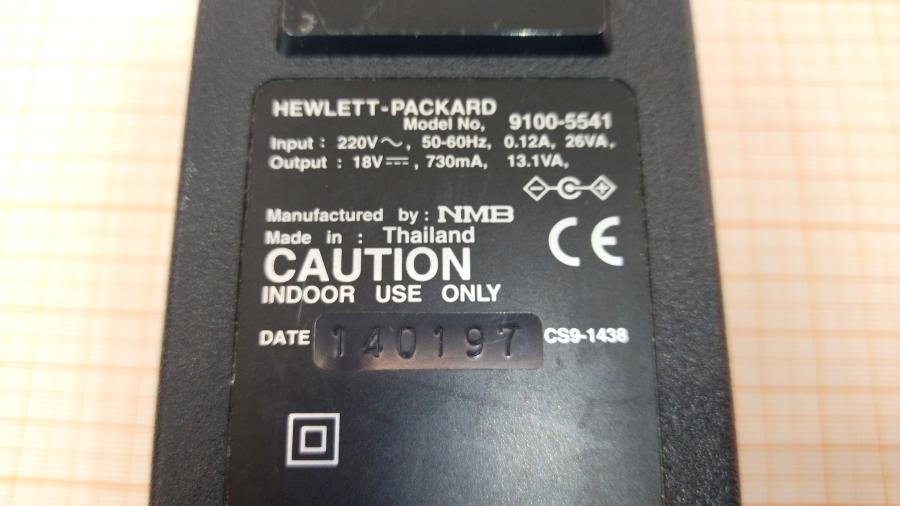 HEWLETT-PACKARD
Model No, 9100-5541
Input : 220V～, 50-60Hz, 0.12A, 26VA,
Output : 18V⎓, 730mA, 13.1VA,
Manufactured by : NMB
Made in : Thailand
CE
CAUTION
INDOOR USE ONLY
DATE 140197 CS9-1438